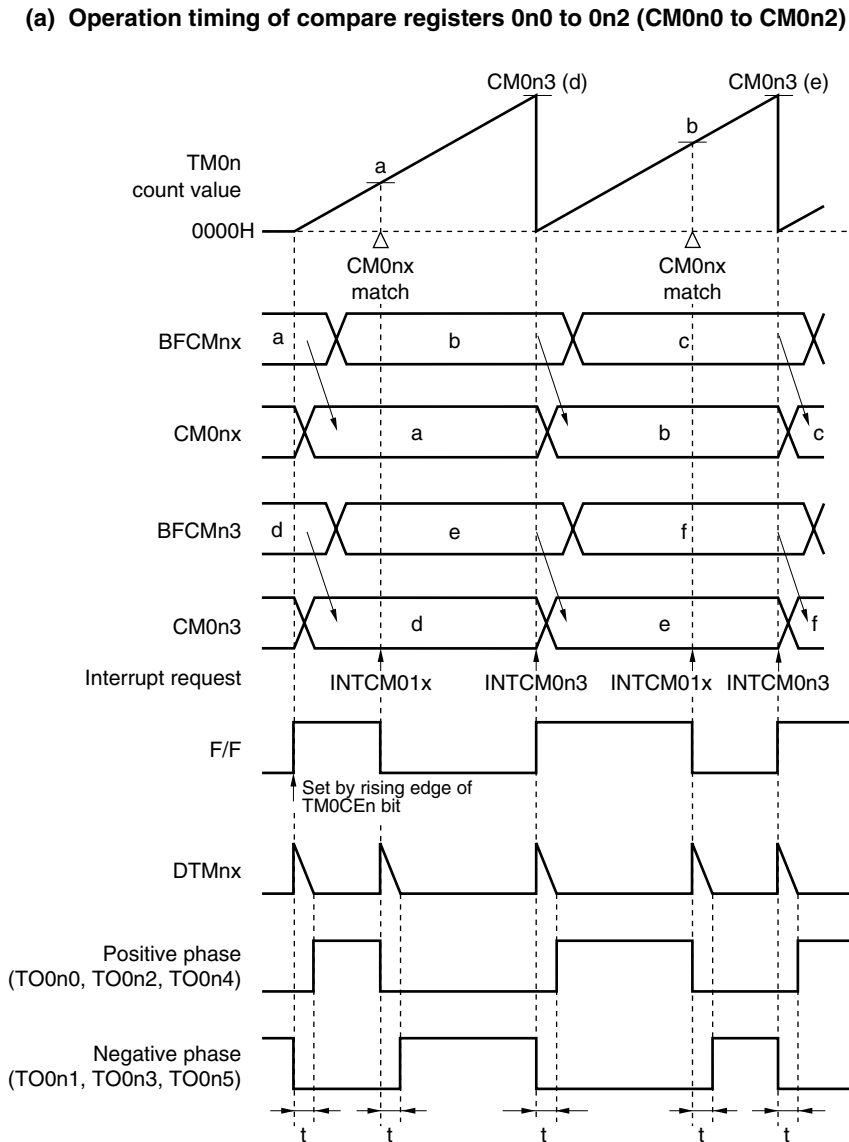 (a) Operation timing of compare registers 0n0 to 0n2 (CM0n0 to CM0n2)
CM0n3 (d)
CM0n3 (e)
TM0n
count value
a
b
0000H
CM0nx
match
CM0nx
match
BFCMnx
a
b
c
CM0nx
a
b
c
BFCMn3
d
e
f
CM0n3
d
e
f
Interrupt request
INTCM01x
INTCM0n3
INTCM01x
INTCM0n3
F/F
Set by rising edge of
TM0CEn bit
DTMnx
Positive phase
(TO0n0, TO0n2, TO0n4)
Negative phase
(TO0n1, TO0n3, TO0n5)
t
t
t
t
t